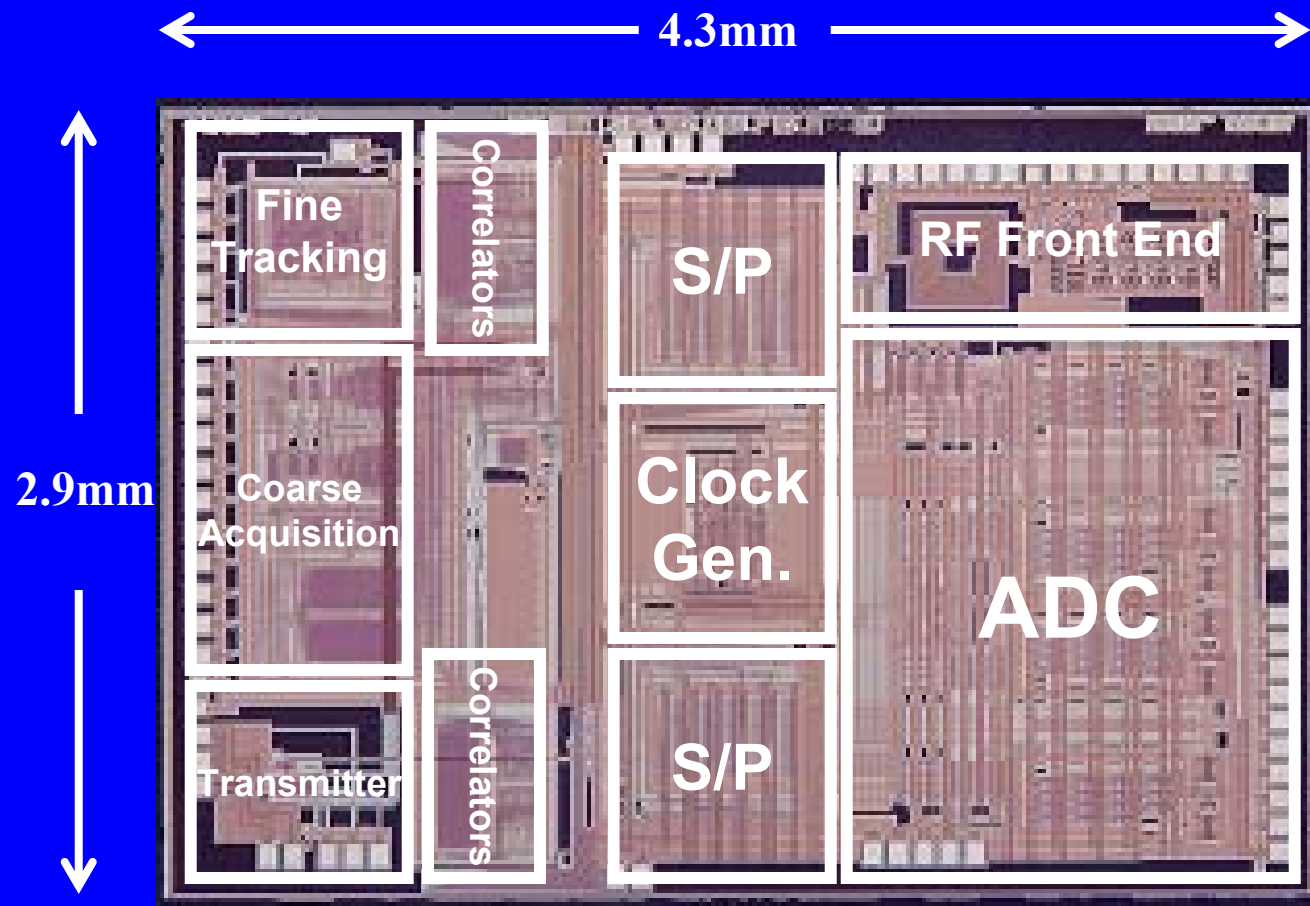 4.3mm
2.9mm
Fine
Tracking
Correlators
S/P
RF Front End
Coarse
Acquisition
Clock
Gen.
ADC
Transmitter
Correlators
S/P